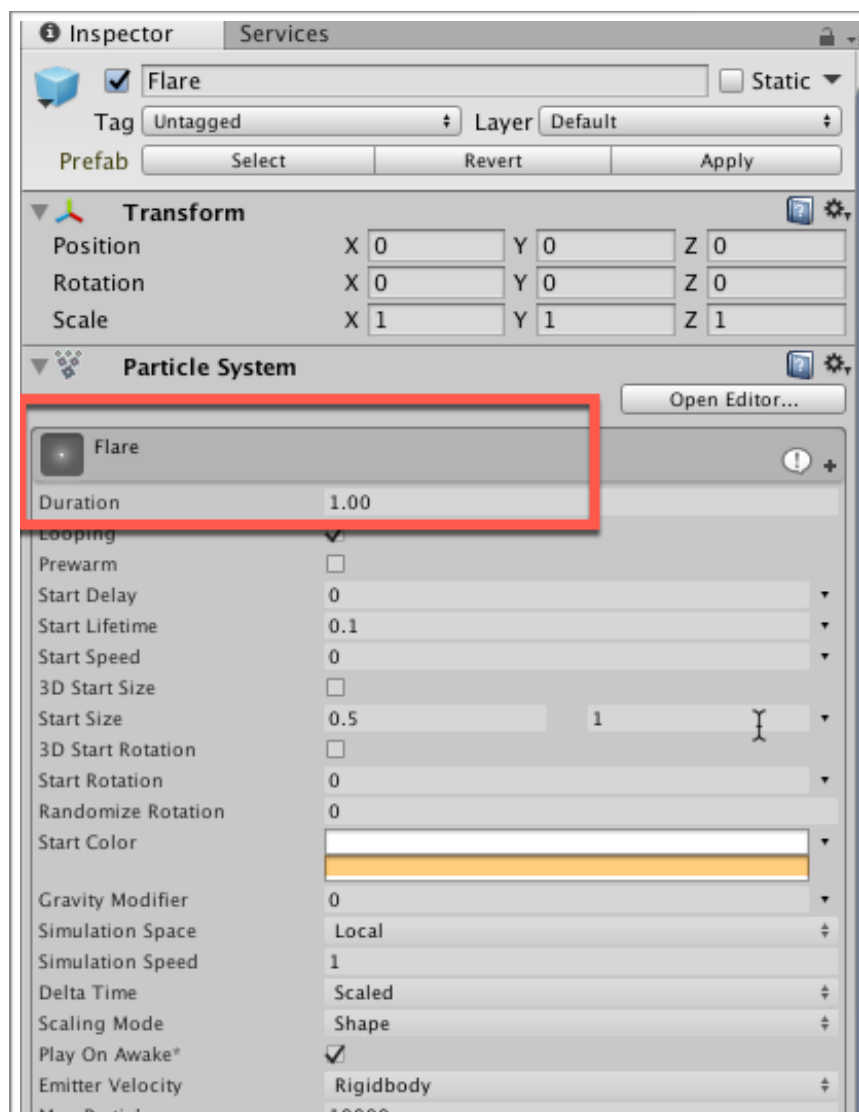 Inspector Services
Flare Static
Tag Untagged Layer Default
Prefab Select Revert Apply
Transform
Position X 0 Y 0 Z 0
Rotation X 0 Y 0 Z 0
Scale X 1 Y 1 Z 1
Particle System
Open Editor...
Flare
Duration 1.00
Looping
Prewarm
Start Delay 0
Start Lifetime 0.1
Start Speed 0
3D Start Size
Start Size 0.5 1
3D Start Rotation
Start Rotation 0
Randomize Rotation 0
Start Color
Gravity Modifier 0
Simulation Space Local
Simulation Speed 1
Delta Time Scaled
Scaling Mode Shape
Play On Awake*
Emitter Velocity Rigidbody